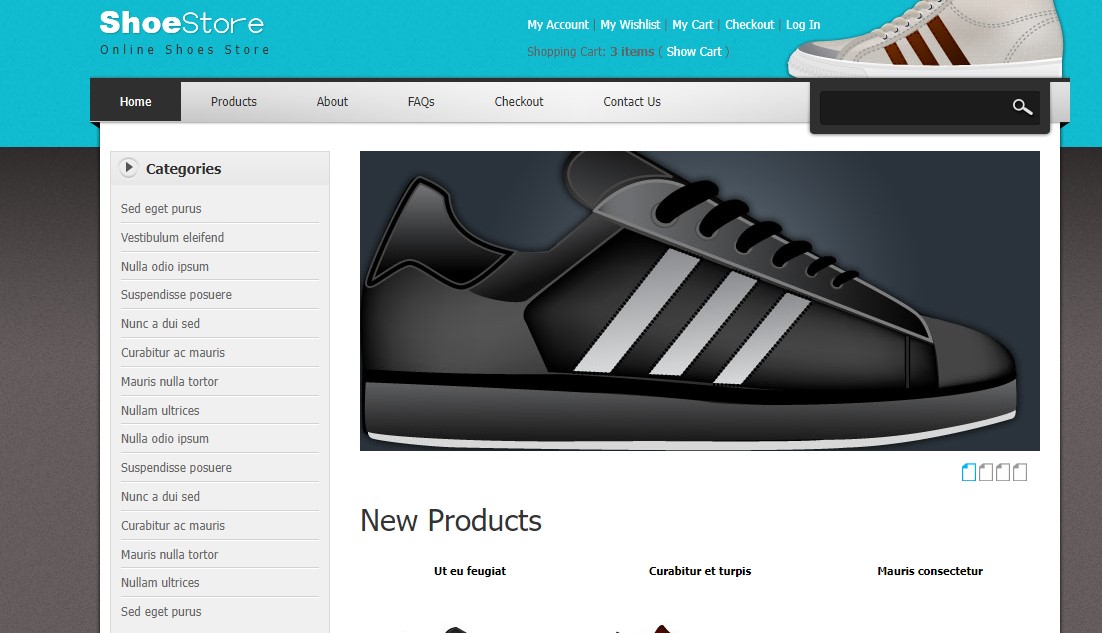 ShoeStore
Online Shoes Store
My Account | My Wishlist | My Cart | Checkout | Log In
Shopping Cart: 3 items ( Show Cart )
Home Products About FAQs Checkout Contact Us
Categories
Sed eget purus
Vestibulum eleifend
Nulla odio ipsum
Suspendisse posuere
Nunc a dui sed
Curabitur ac mauris
Mauris nulla tortor
Nullam ultrices
Nulla odio ipsum
Suspendisse posuere
Nunc a dui sed
Curabitur ac mauris
Mauris nulla tortor
Nullam ultrices
Sed eget purus
New Products
Ut eu feugiat
Curabitur et turpis
Mauris consectetur